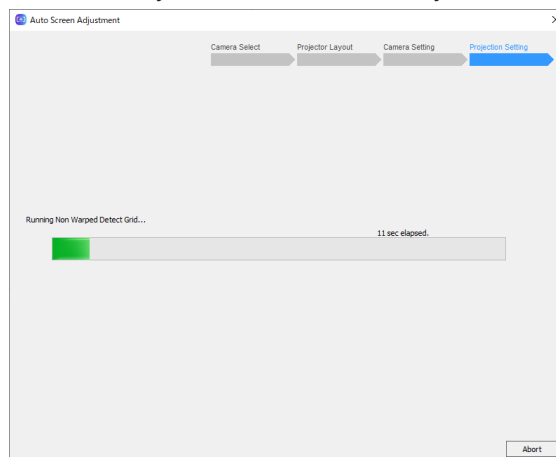 Auto Screen Adjustment
Camera Select Projector Layout Camera Setting Projection Setting
Running Non Warped Detect Grid...
11 sec elapsed.
Abort